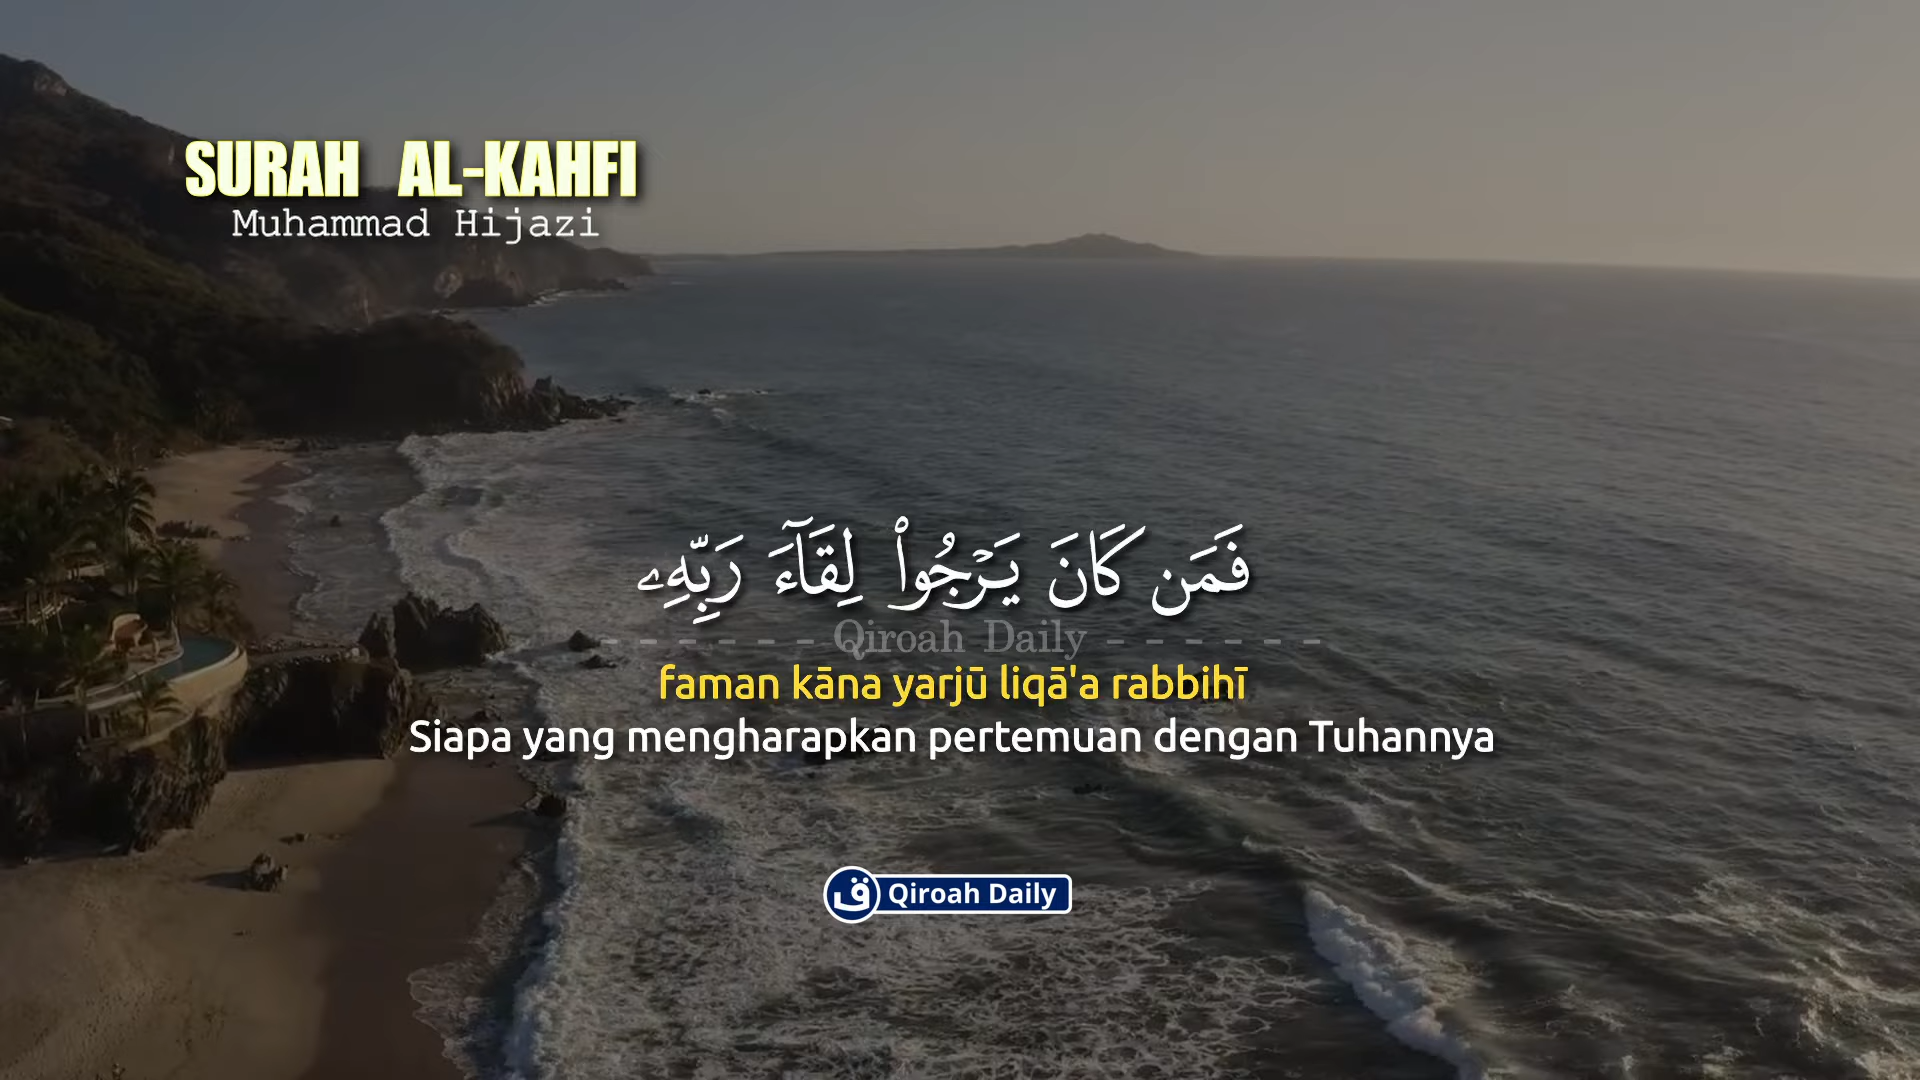 SURAH AL-KAHFI
Muhammad Hijazi
فَمَن كَانَ يَرْجُوا۟ لِقَآءَ رَبِّهِۦ
- - - - - - Qiroah Daily - - - - - -
faman kāna yarjū liqā'a rabbihī
Siapa yang mengharapkan pertemuan dengan Tuhannya
ق Qiroah Daily